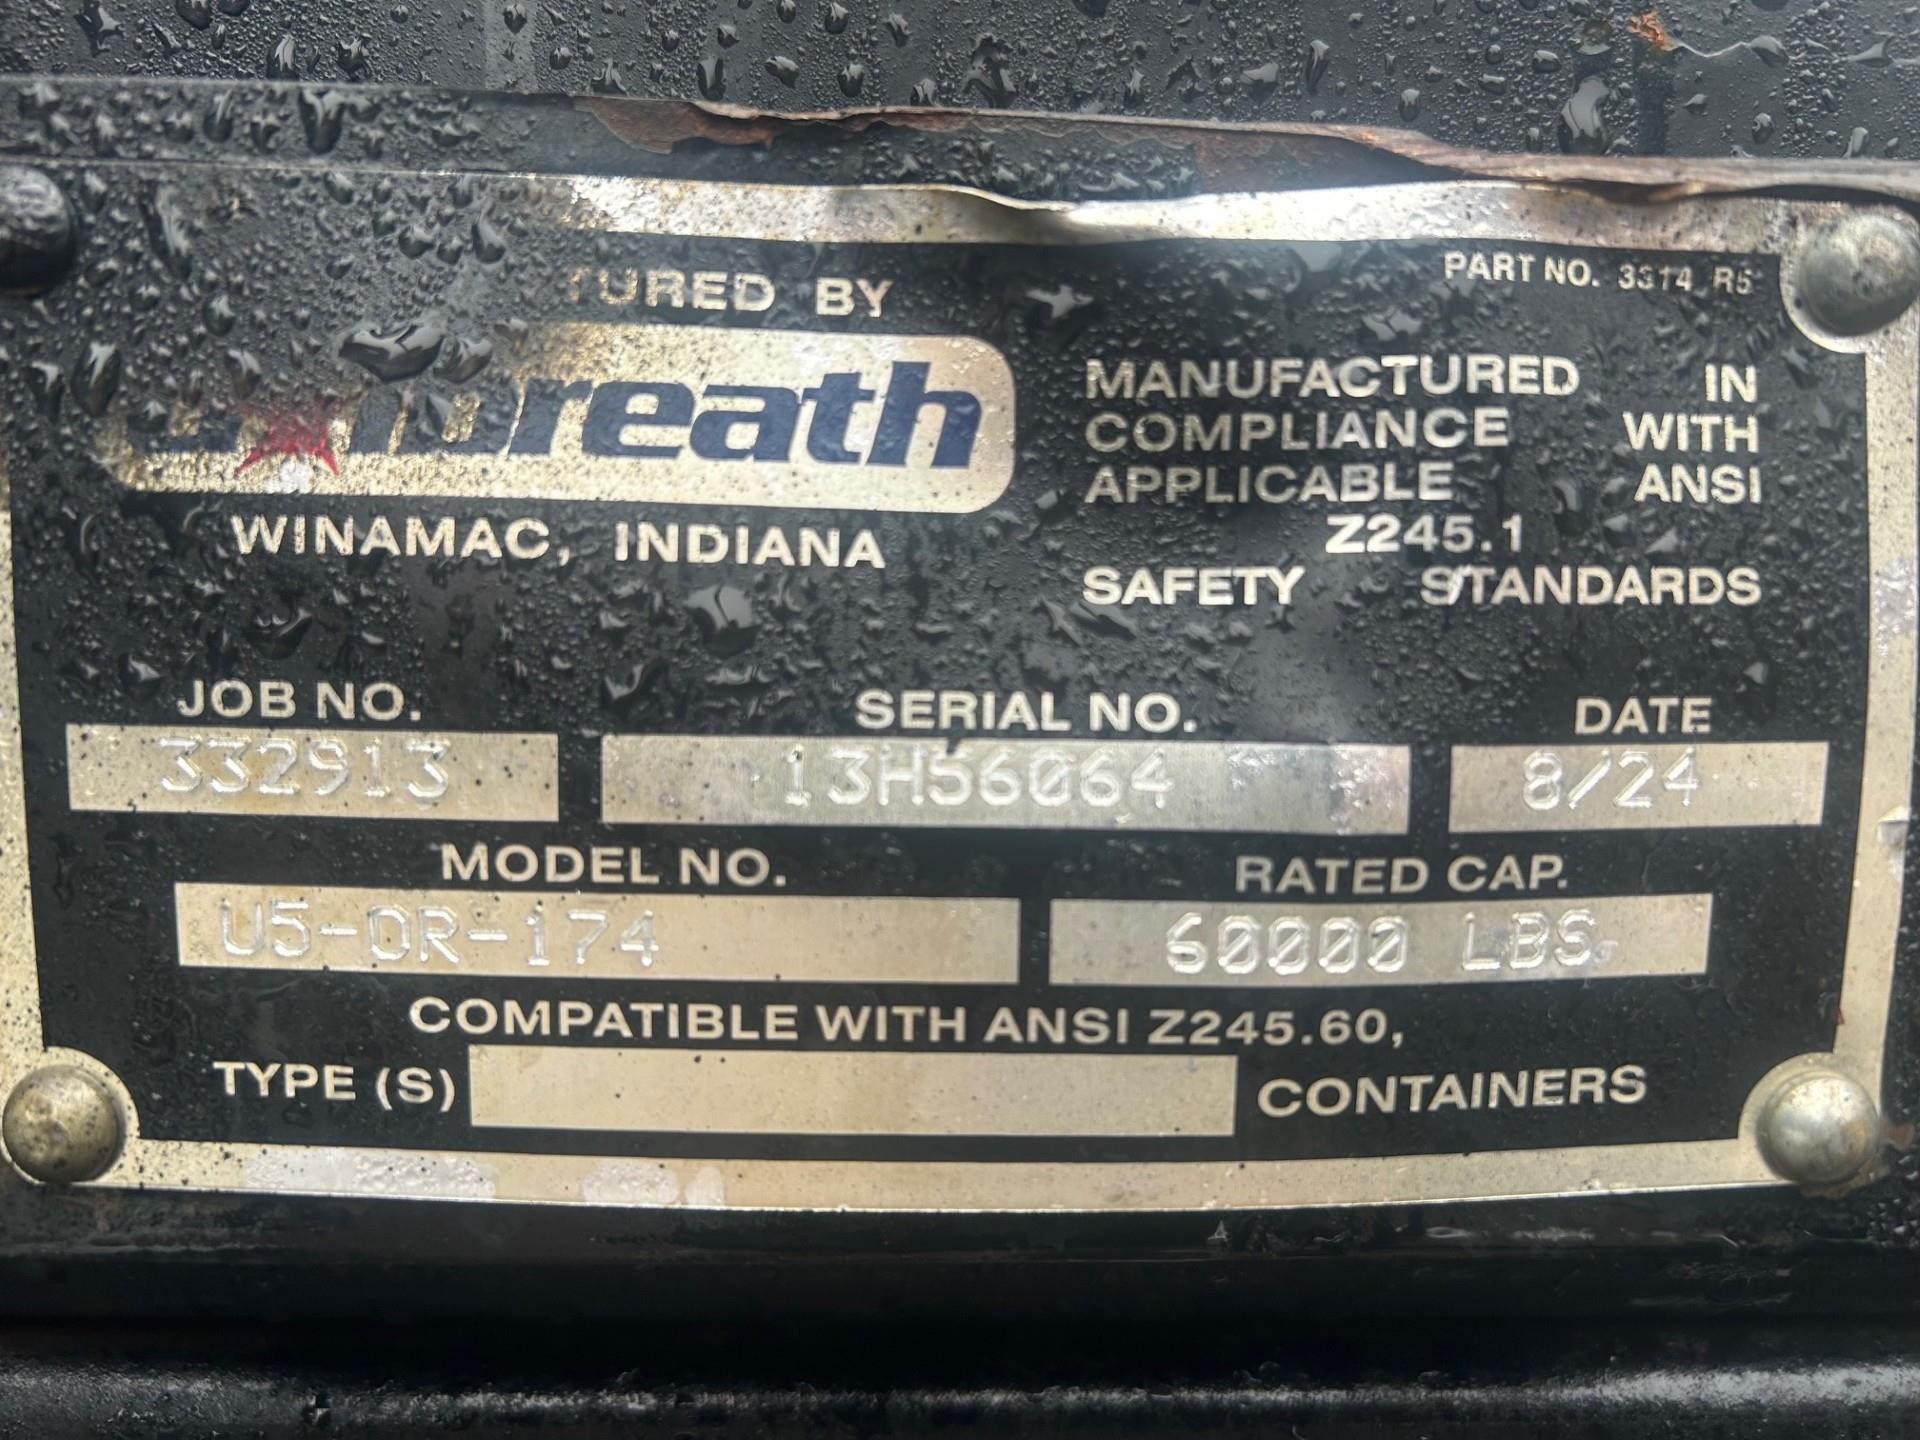 TURED BY
PART NO. 3314 R5
WINAMAC, INDIANA
MANUFACTURED IN
COMPLIANCE WITH
APPLICABLE ANSI
Z245.1
SAFETY STANDARDS
JOB NO.
332913
SERIAL NO.
13H56064
DATE
8/24
MODEL NO.
U5-OR-174
RATED CAP.
60000 LBS.
COMPATIBLE WITH ANSI Z245.60,
TYPE (S) CONTAINERS